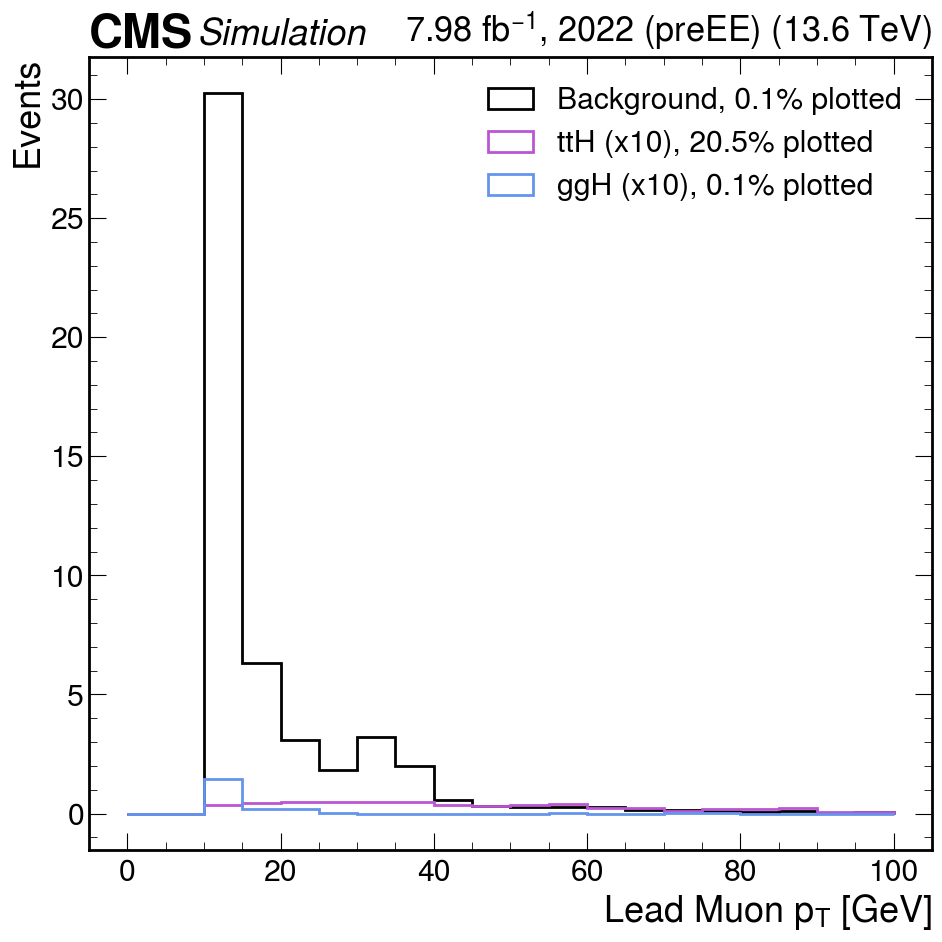 CMS Simulation 7.98 fb⁻¹, 2022 (preEE) (13.6 TeV)
Events
30
25
20
15
10
5
0
Background, 0.1% plotted
ttH (x10), 20.5% plotted
ggH (x10), 0.1% plotted
0 20 40 60 80 100
Lead Muon p_T [GeV]